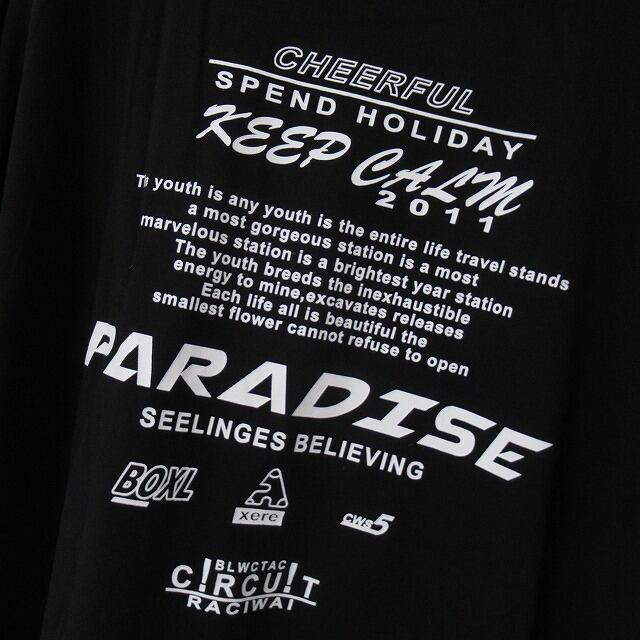 CHEERFUL
SPEND HOLIDAY
KEEP CALM
2011
youth is any youth is the entire life travel stands
a most gorgeous station is a most
marvelous station is a brightest year station
The youth breeds the inexhaustible
energy to mine,excavates releases
Each life all is beautiful the
smallest flower cannot refuse to open
PARADISE
SEELINGES BELIEVING
BOXL
xere
cws5
BLWCTAC
C!RCU!T
RACIWAI